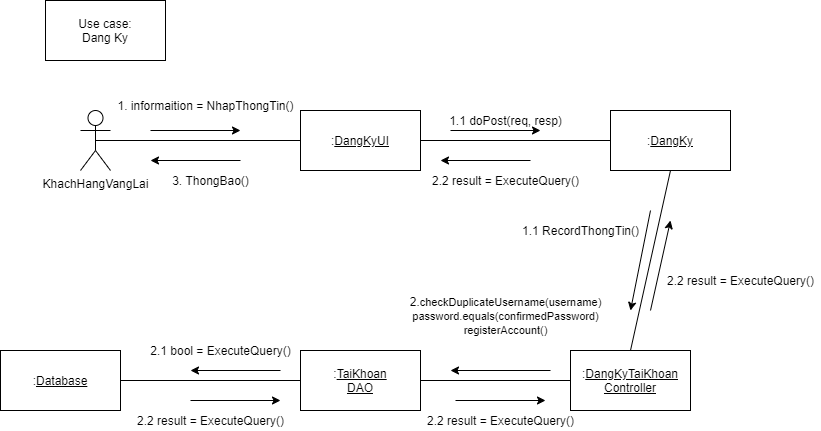 Use case:
Dang Ky
1. informaition = NhapThongTin()
1.1 doPost(req, resp)
:DangKyUI
:DangKy
KhachHangVangLai
3. ThongBao()
2.2 result = ExecuteQuery()
1.1 RecordThongTin()
2.2 result = ExecuteQuery()
2.checkDuplicateUsername(username)
password.equals(confirmedPassword)
registerAccount()
2.1 bool = ExecuteQuery()
:Database
:TaiKhoan
DAO
:DangKyTaiKhoan
Controller
2.2 result = ExecuteQuery()
2.2 result = ExecuteQuery()